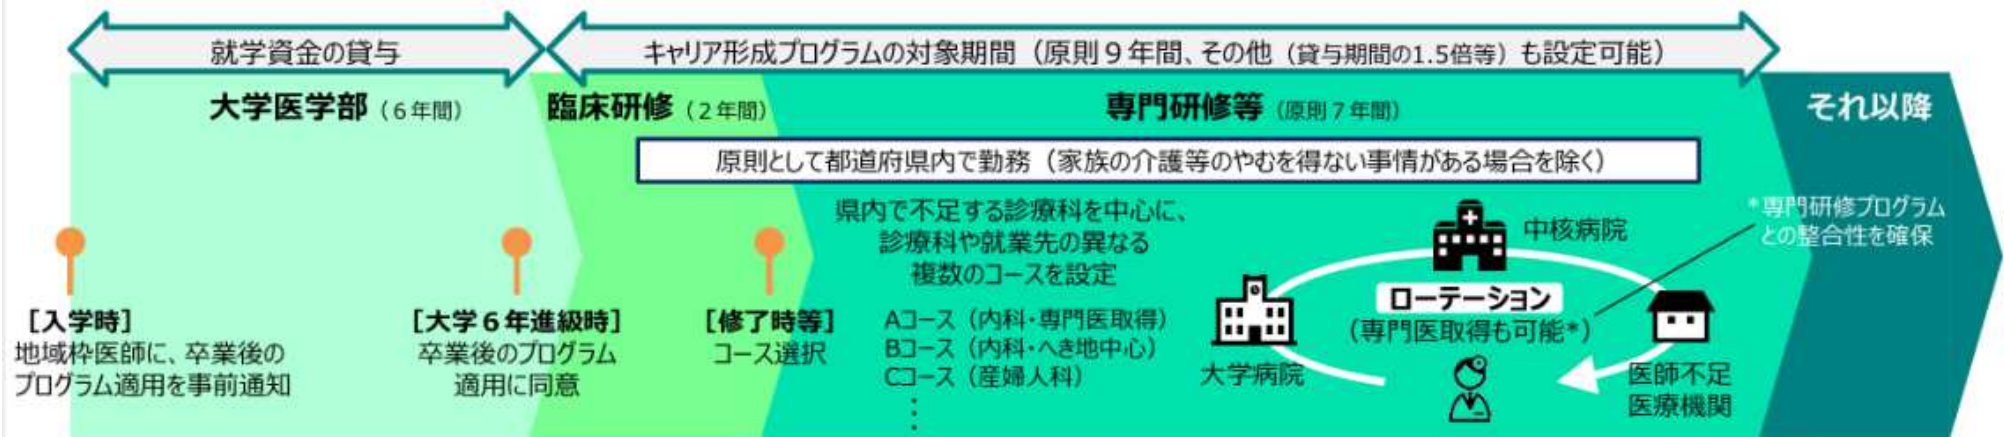 就学資金の貸与
キャリア形成プログラムの対象期間（原則９年間、その他（貸与期間の1.5倍等）も設定可能）
大学医学部（６年間）
臨床研修（２年間）
専門研修等（原則７年間）
それ以降
原則として都道府県内で勤務（家族の介護等のやむを得ない事情がある場合を除く）
［入学時］
地域枠医師に、卒業後の
プログラム適用を事前通知
［大学６年進級時］
卒業後のプログラム
適用に同意
［修了時等］
コース選択
県内で不足する診療科を中心に、
診療科や就業先の異なる
複数のコースを設定
Aコース（内科・専門医取得）
Bコース（内科・へき地中心）
Cコース（産婦人科）
⋮
中核病院
ローテーション
（専門医取得も可能*）
大学病院
医師不足
医療機関
*専門研修プログラム
との整合性を確保